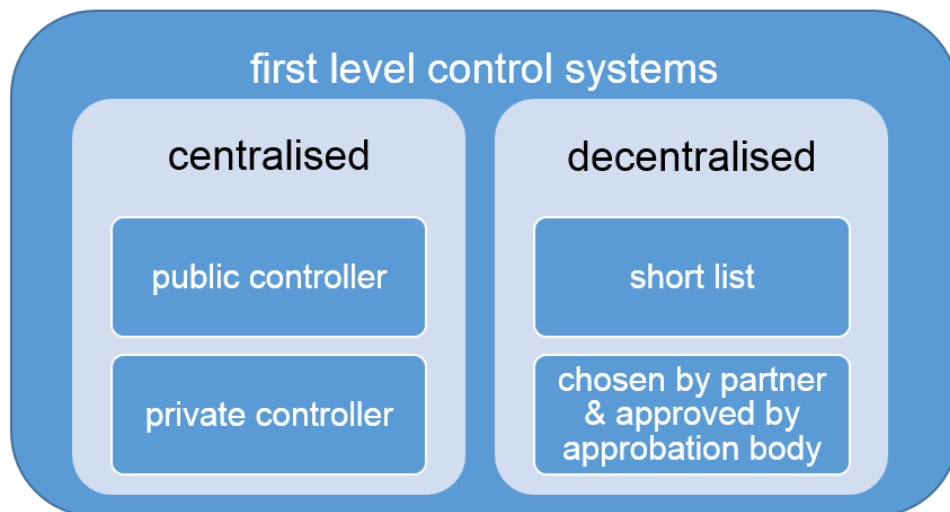 first level control systems
centralised
public controller
private controller
decentralised
short list
chosen by partner
& approved by
approbation body